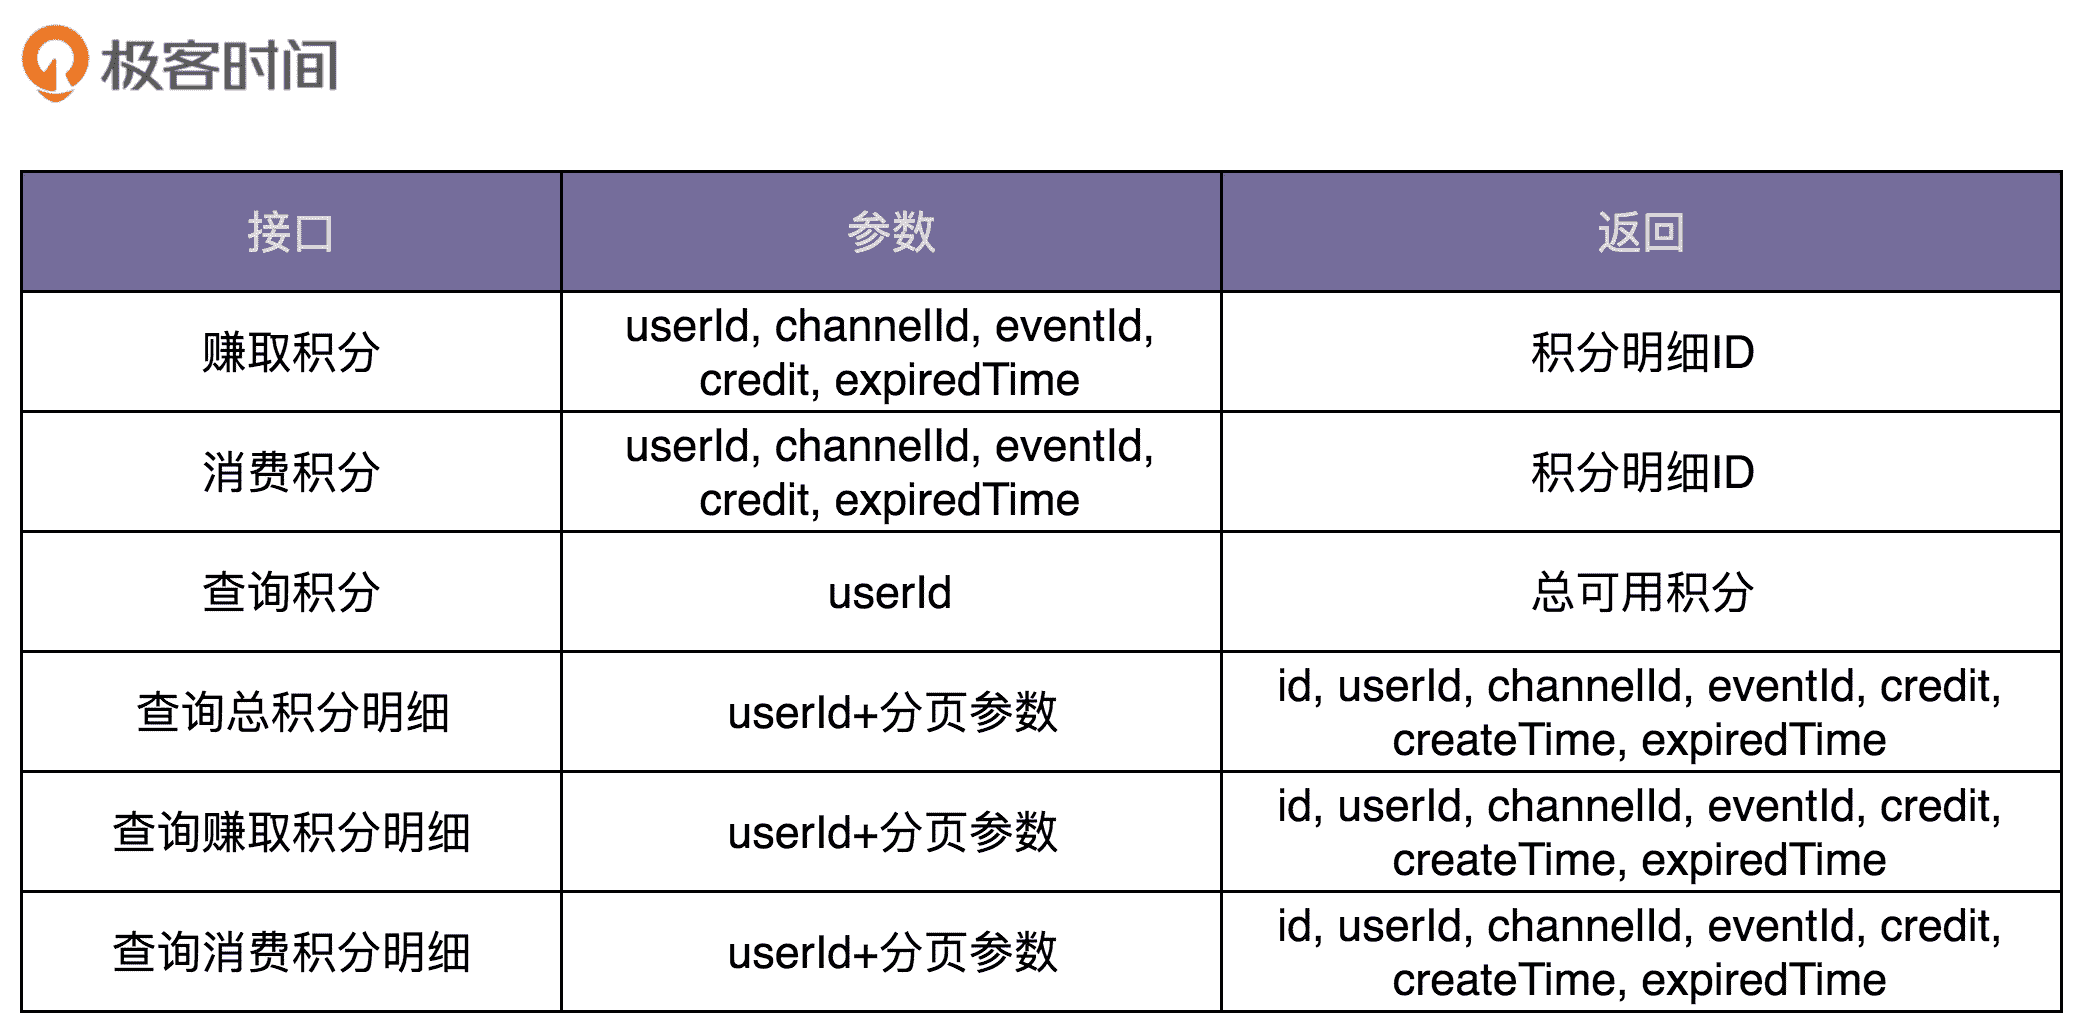 极客时间
接口 参数 返回
赚取积分 userId, channelId, eventId, credit, expiredTime 积分明细ID
消费积分 userId, channelId, eventId, credit, expiredTime 积分明细ID
查询积分 userId 总可用积分
查询总积分明细 userId+分页参数 id, userId, channelId, eventId, credit, createTime, expiredTime
查询赚取积分明细 userId+分页参数 id, userId, channelId, eventId, credit, createTime, expiredTime
查询消费积分明细 userId+分页参数 id, userId, channelId, eventId, credit, createTime, expiredTime